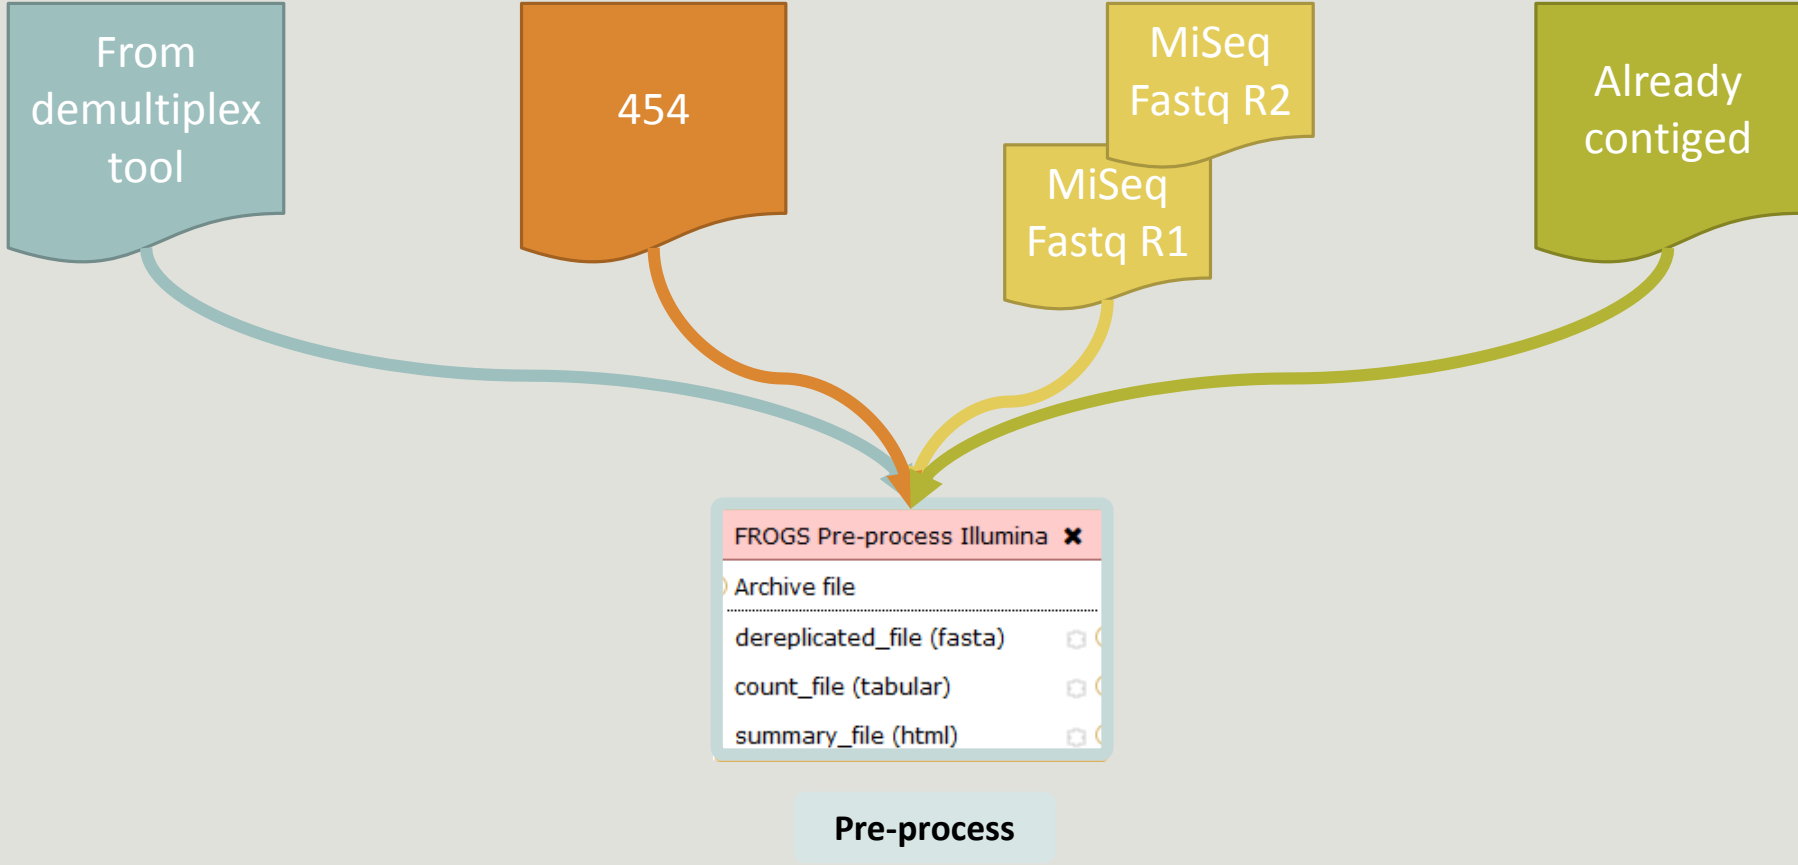 From
demultiplex
tool
454
MiSeq
Fastq R2
MiSeq
Fastq R1
Already
contiged
FROGS Pre-process Illumina ✖
Archive file
dereplicated_file (fasta)
count_file (tabular)
summary_file (html)
Pre-process